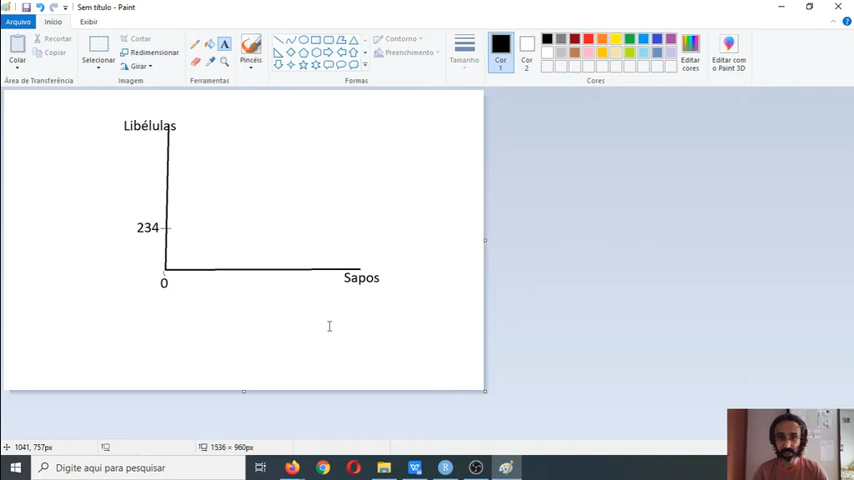 Sem título - Paint
Arquivo Início Exibir
Colar
Recortar
Copiar
Área de Transferência
Selecionar
Cortar
Redimensionar
Girar
Imagem
Ferramentas
Pincéis
Contorno
Preenchimento
Formas
Tamanho
Cor
1
Cor
2
Editar
cores
Editar com
o Paint 3D
Cores
Libélulas
234
0
Sapos
1041, 757px
1536 × 960px
Digite aqui para pesquisar